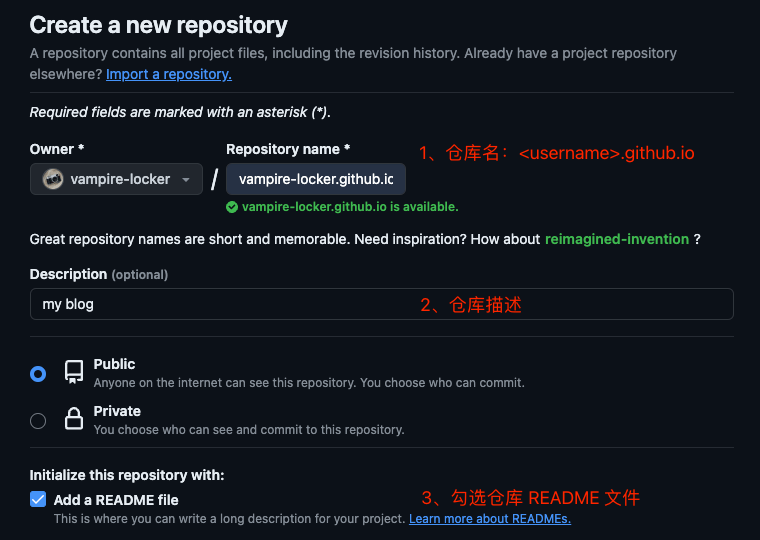 Create a new repository
A repository contains all project files, including the revision history. Already have a project repository
elsewhere? Import a repository.
Required fields are marked with an asterisk (*).
Owner *
Repository name *
1、仓库名：<username>.github.io
vampire-locker
/
vampire-locker.github.io
vampire-locker.github.io is available.
Great repository names are short and memorable. Need inspiration? How about reimagined-invention ?
Description (optional)
my blog
2、仓库描述
Public
Anyone on the internet can see this repository. You choose who can commit.
Private
You choose who can see and commit to this repository.
Initialize this repository with:
Add a README file
3、勾选仓库 README 文件
This is where you can write a long description for your project. Learn more about READMEs.